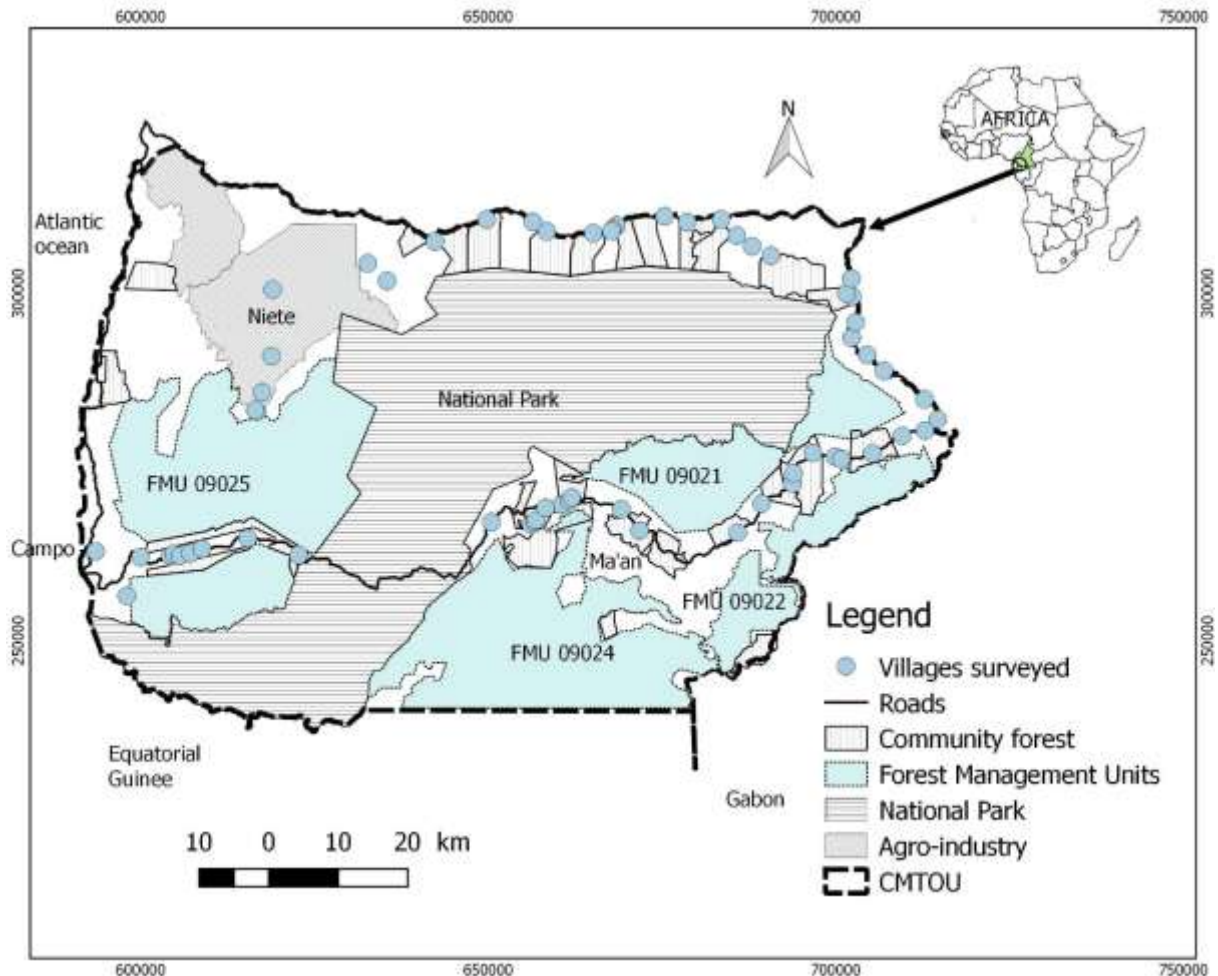 600000 650000 700000 750000
N
AFRICA
Atlantic
ocean
300000
300000
Niete
National Park
FMU 09025
FMU 09021
Campo
Ma'an
FMU 09022
250000
250000
FMU 09024
Legend
Villages surveyed
Roads
Community forest
Forest Management Units
National Park
Agro-industry
CMTOU
Equatorial
Guinee
Gabon
10 0 10 20 km
600000 650000 700000 750000